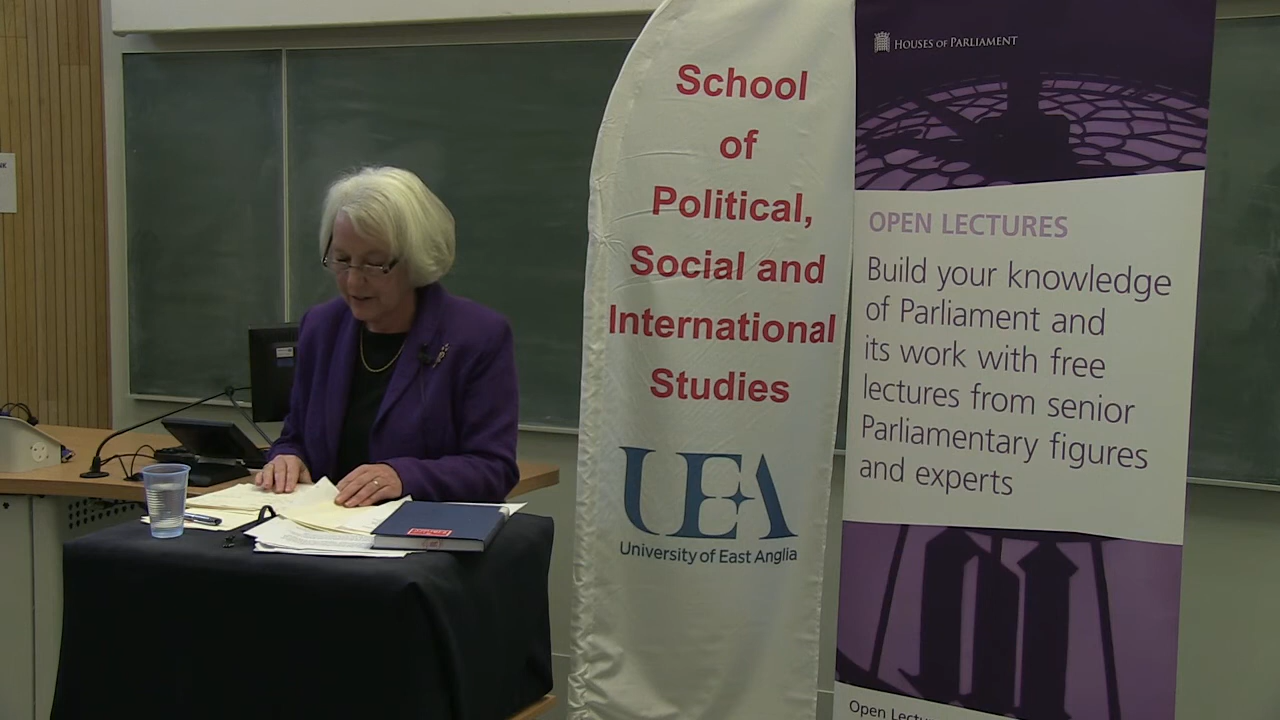 School
of
Political,
Social and
International
Studies
UEA
University of East Anglia
HOUSES OF PARLIAMENT
OPEN LECTURES
Build your knowledge
of Parliament and
its work with free
lectures from senior
Parliamentary figures
and experts
Open